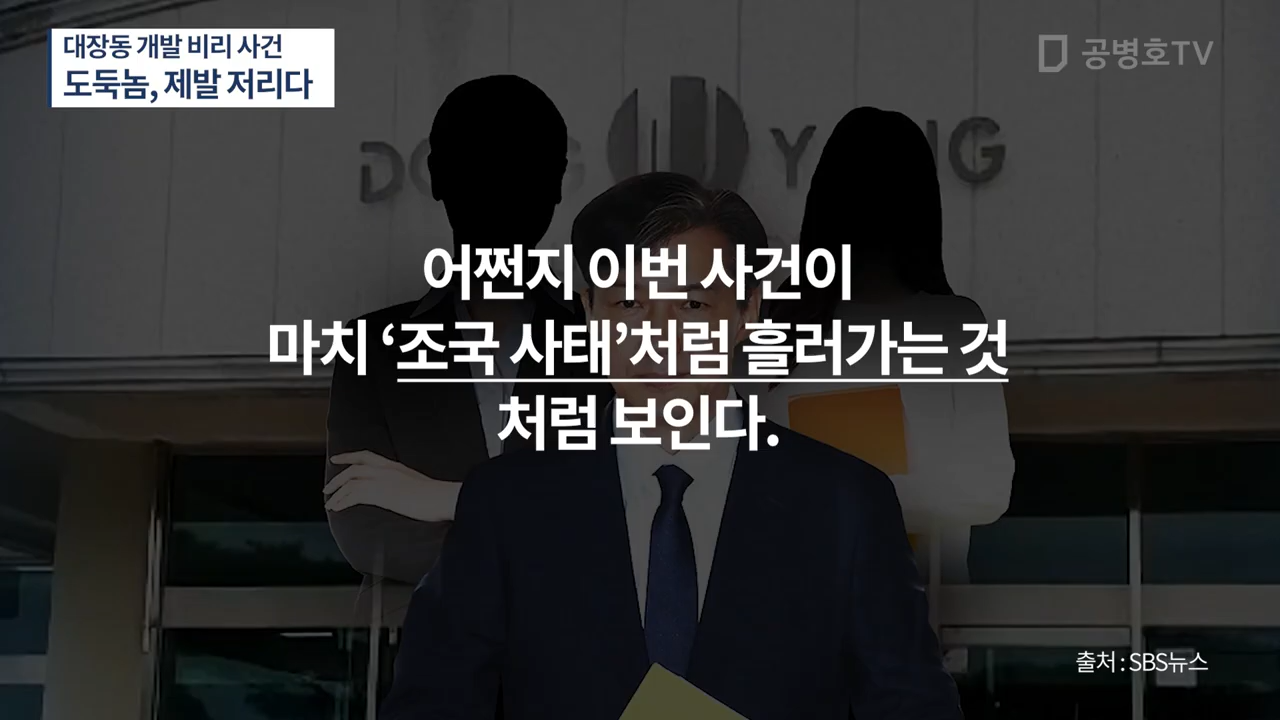 대장동 개발 비리 사건
도둑놈, 제발 저리다
공병호TV
DONG YANG
어쩐지 이번 사건이
마치 ‘조국 사태’처럼 흘러가는 것
처럼 보인다.
출처 : SBS뉴스